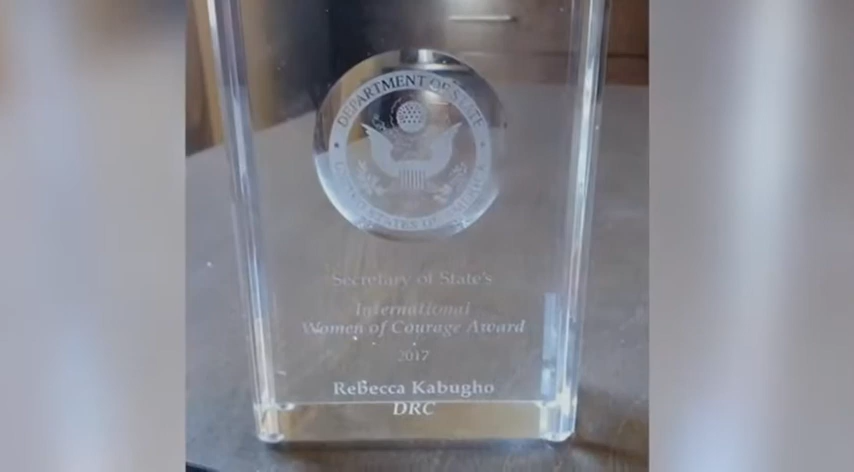 DEPARTMENT OF STATE
UNITED STATES OF AMERICA
Secretary of State's
International
Women of Courage Award
2017
Rebecca Kabugho
DRC